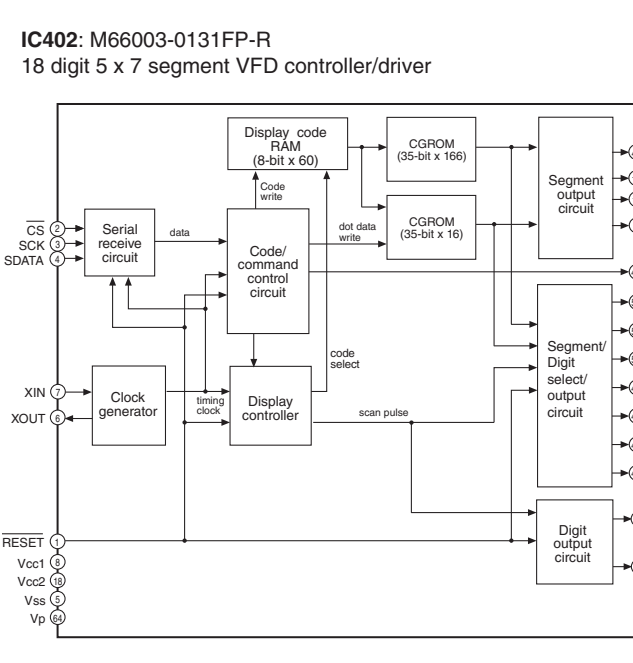 IC402: M66003-0131FP-R
18 digit 5 x 7 segment VFD controller/driver
Display code
RAM
(8-bit x 60)
CGROM
(35-bit x 166)
Segment
output
circuit
Code
write
CGROM
(35-bit x 16)
CS 2
SCK 3
SDATA 4
Serial
receive
circuit
data
dot data
write
Code/
command
control
circuit
Segment/
Digit
select/
output
circuit
code
select
XIN 7
XOUT 6
Clock
generator
timing
clock
Display
controller
scan pulse
RESET 1
Vcc1 8
Vcc2 18
Vss 5
Vp 64
Digit
output
circuit